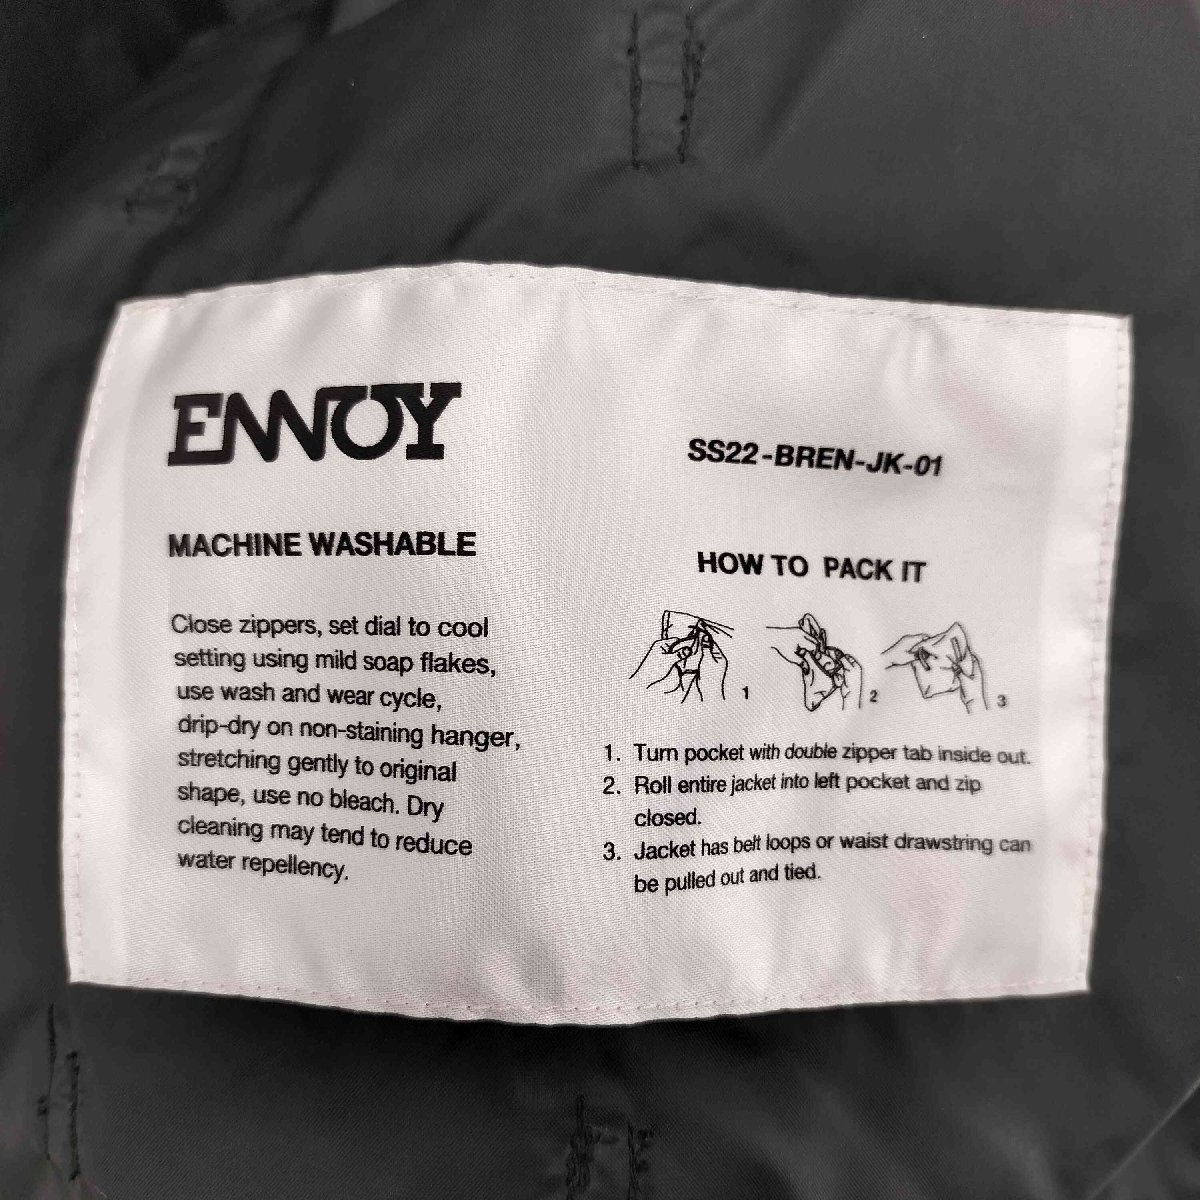 ENNOY
MACHINE WASHABLE
Close zippers, set dial to cool
setting using mild soap flakes,
use wash and wear cycle,
drip-dry on non-staining hanger,
stretching gently to original
shape, use no bleach. Dry
cleaning may tend to reduce
water repellency.
SS22-BREN-JK-01
HOW TO PACK IT
1 2 3
1. Turn pocket with double zipper tab inside out.
2. Roll entire jacket into left pocket and zip
closed.
3. Jacket has belt loops or waist drawstring can
be pulled out and tied.